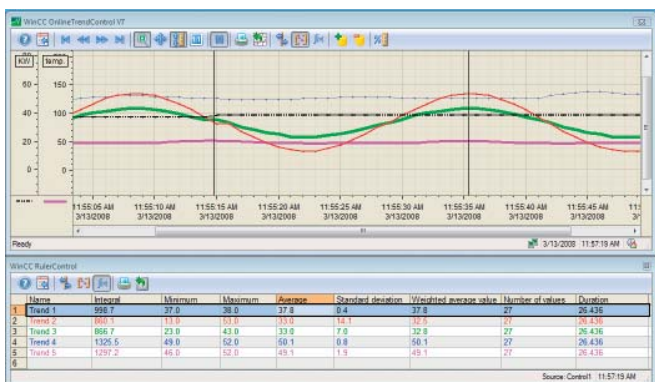 WinCC OnlineTrendControl VT
KW temp.
60 150
40 100
20 50
0 0
11:55:05 AM 11:55:10 AM 11:55:15 AM 11:55:20 AM 11:55:25 AM 11:55:30 AM 11:55:35 AM 11:55:40 AM 11:55:45 AM
3/13/2008 3/13/2008 3/13/2008 3/13/2008 3/13/2008 3/13/2008 3/13/2008 3/13/2008 3/13/2008
Ready 3/13/2008 11:57:19 AM
WinCC RulerControl
Name Integral Minimum Maximum Average Standard deviation Weighted average value Number of values Duration
1 Trend 1 998.7 37.0 38.0 37.8 0.4 37.8 27 26.436
2 Trend 2 860.1 13.0 53.0 33.0 14.1 32.5 27 26.436
3 Trend 3 866.7 23.0 43.0 33.0 7.0 32.8 27 26.436
4 Trend 4 1325.5 49.0 52.0 50.1 0.8 50.1 27 26.436
5 Trend 5 1297.2 46.0 52.0 49.1 1.9 49.1 27 26.436
6
Source: Control1 11:57:19 AM